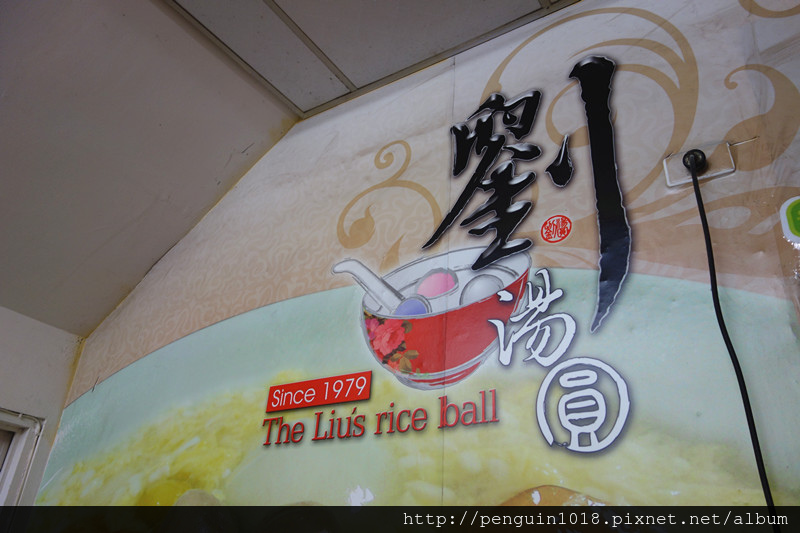 劉
湯
圓
Since 1979
The Liu's rice ball
http://penguin1018.pixnet.net/album